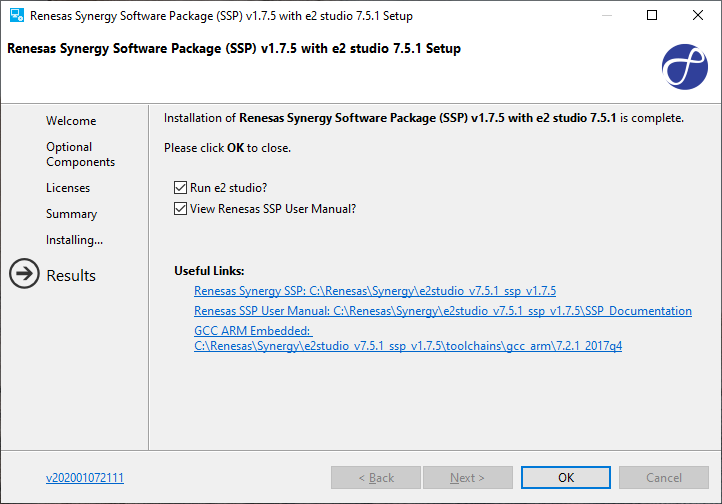 Renesas Synergy Software Package (SSP) v1.7.5 with e2 studio 7.5.1 Setup
Renesas Synergy Software Package (SSP) v1.7.5 with e2 studio 7.5.1 Setup
Welcome
Optional
Components
Licenses
Summary
Installing...
Results
Installation of Renesas Synergy Software Package (SSP) v1.7.5 with e2 studio 7.5.1 is complete.
Please click OK to close.
Run e2 studio?
View Renesas SSP User Manual?
Useful Links:
Renesas Synergy SSP: C:\Renesas\Synergy\e2studio_v7.5.1_ssp_v1.7.5
Renesas SSP User Manual: C:\Renesas\Synergy\e2studio_v7.5.1_ssp_v1.7.5\SSP_Documentation
GCC ARM Embedded:
C:\Renesas\Synergy\e2studio_v7.5.1_ssp_v1.7.5\toolchains\gcc_arm\7.2.1_2017q4
v202001072111
< Back
Next >
OK
Cancel